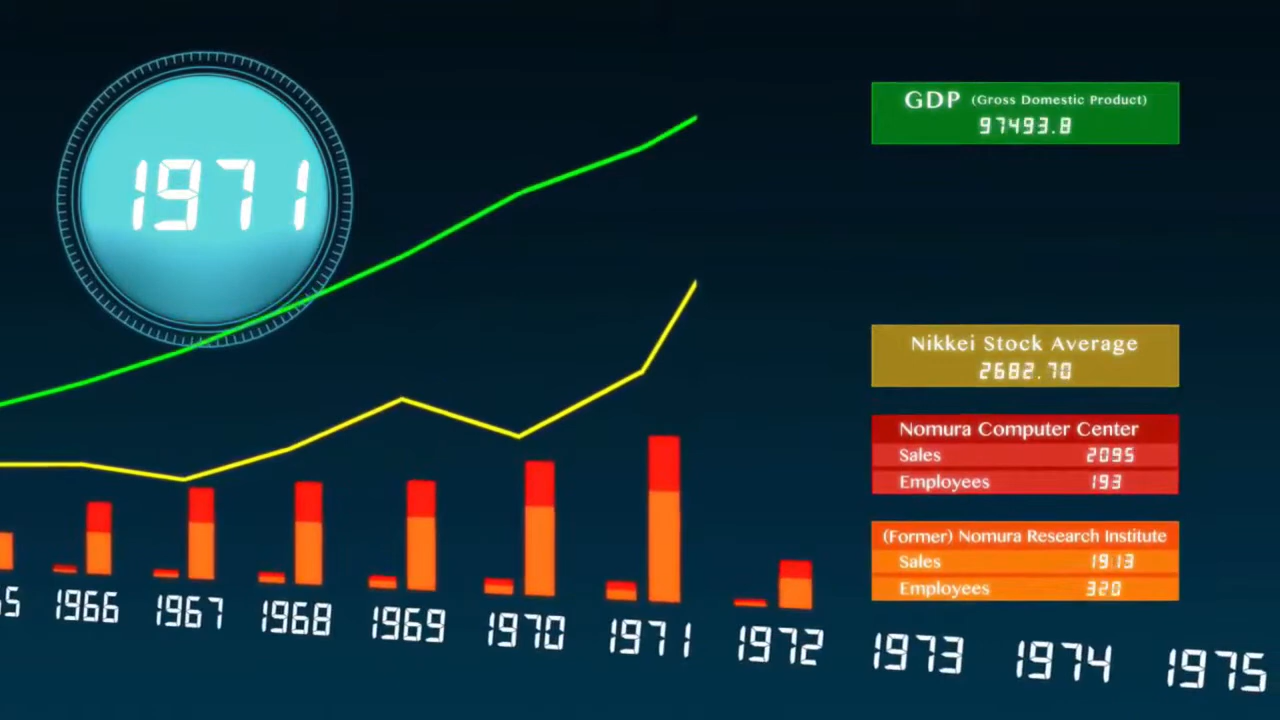 1971
GDP (Gross Domestic Product)
97493.8
Nikkei Stock Average
2682.70
Nomura Computer Center
Sales 2095
Employees 193
(Former) Nomura Research Institute
Sales 1913
Employees 320
1966 1967 1968 1969 1970 1971 1972 1973 1974 1975